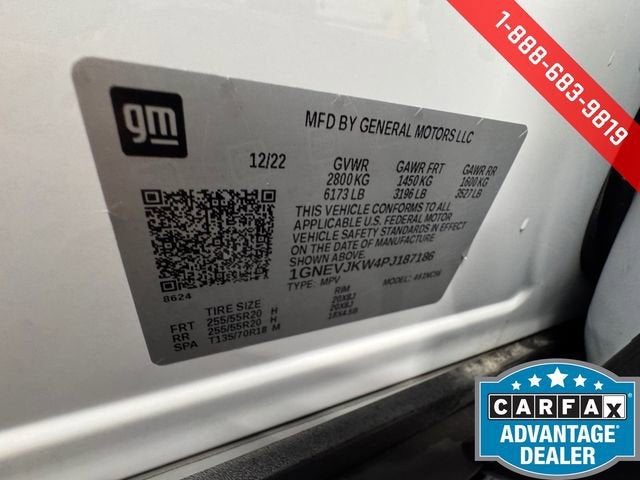 1-888-683-9819
gm
MFD BY GENERAL MOTORS LLC
12/22 GVWR GAWR FRT GAWR RR
2800 KG 1450 KG 1600 KG
6173 LB 3196 LB 3527 LB
THIS VEHICLE CONFORMS TO ALL
APPLICABLE U.S. FEDERAL MOTOR
VEHICLE SAFETY STANDARDS IN EFFECT
ON THE DATE OF MANUFACTURE
SHOWN ABOVE.
1GNEVJKW4PJ187186
8624
TYPE: MPV MODEL:
TIRE SIZE RIM
FRT 255/55R20 H 20X8J
RR 255/55R20 H 20X8J
SPA T135/70R18 M 18X4.5B
CARFAX
ADVANTAGE®
DEALER